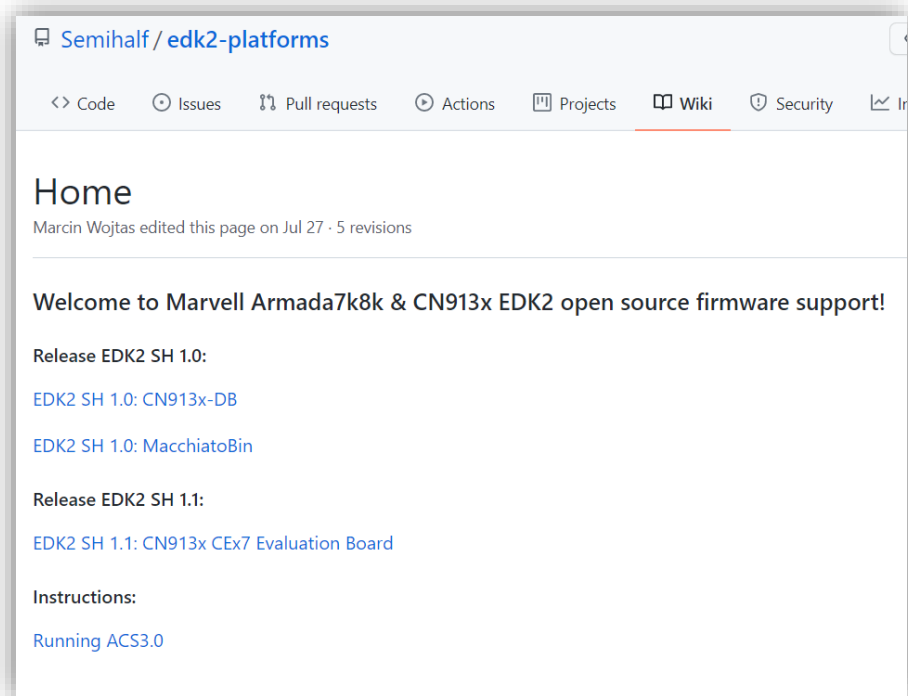 Semihalf / edk2-platforms
Code Issues Pull requests Actions Projects Wiki Security
Home
Marcin Wojtas edited this page on Jul 27 · 5 revisions
Welcome to Marvell Armada7k8k & CN913x EDK2 open source firmware support!
Release EDK2 SH 1.0:
EDK2 SH 1.0: CN913x-DB
EDK2 SH 1.0: MacchiatoBin
Release EDK2 SH 1.1:
EDK2 SH 1.1: CN913x CEx7 Evaluation Board
Instructions:
Running ACS3.0